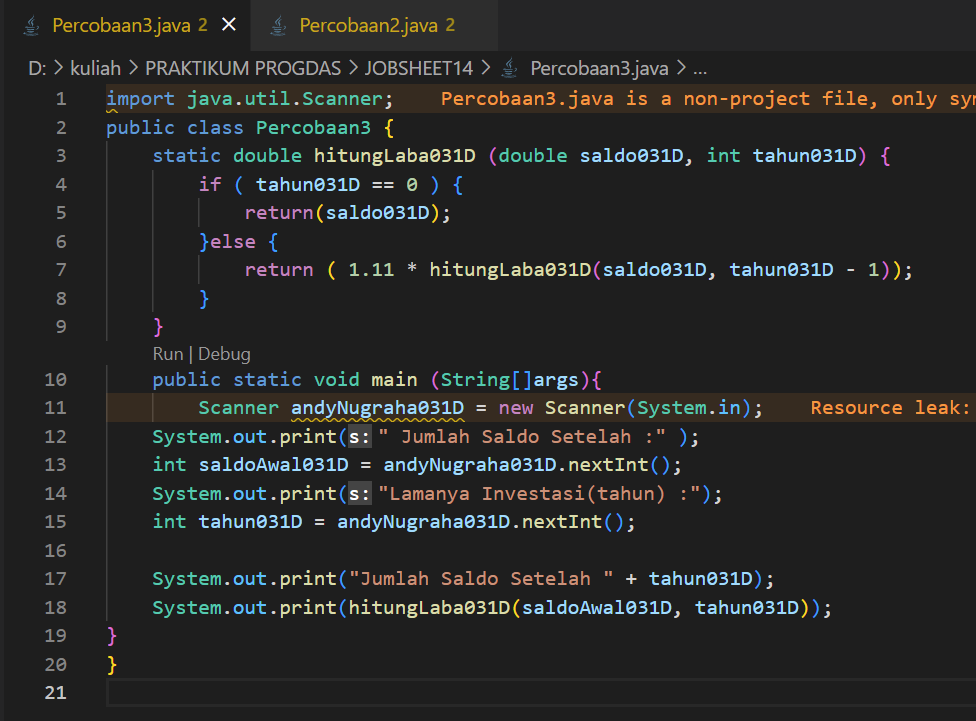 Percobaan3.java 2 × Percobaan2.java 2
D: > kuliah > PRAKTIKUM PROGDAS > JOBSHEET14 > Percobaan3.java > ...
1 import java.util.Scanner; Percobaan3.java is a non-project file, only syn
2 public class Percobaan3 {
3 static double hitungLaba031D (double saldo031D, int tahun031D) {
4 if ( tahun031D == 0 ) {
5 return(saldo031D);
6 }else {
7 return ( 1.11 * hitungLaba031D(saldo031D, tahun031D - 1));
8 }
9 }
Run | Debug
10 public static void main (String[]args){
11 Scanner andyNugraha031D = new Scanner(System.in); Resource leak:
12 System.out.print(s:" Jumlah Saldo Setelah :" );
13 int saldoAwal031D = andyNugraha031D.nextInt();
14 System.out.print(s:"Lamanya Investasi(tahun) :");
15 int tahun031D = andyNugraha031D.nextInt();
16
17 System.out.print("Jumlah Saldo Setelah " + tahun031D);
18 System.out.print(hitungLaba031D(saldoAwal031D, tahun031D));
19 }
20 }
21